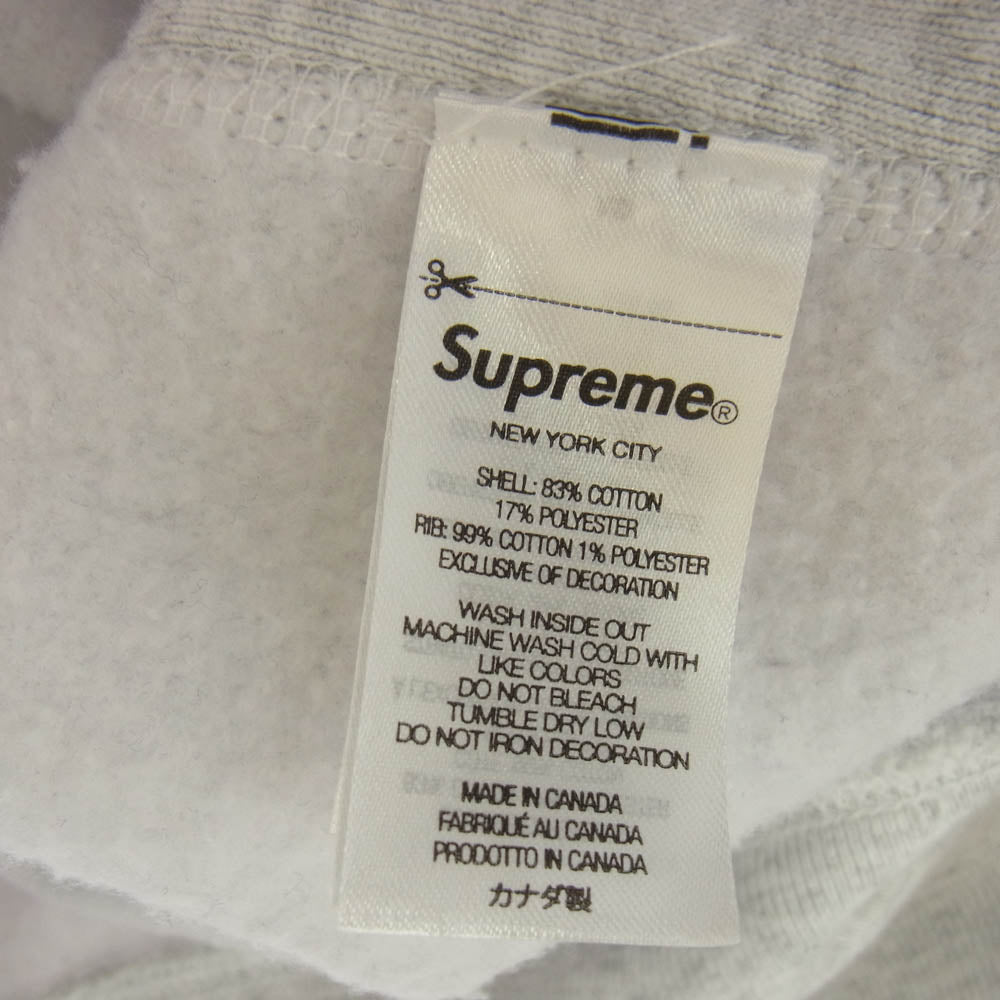 Supreme®
NEW YORK CITY
SHELL: 83% COTTON
17% POLYESTER
RIB: 99% COTTON 1% POLYESTER
EXCLUSIVE OF DECORATION
WASH INSIDE OUT
MACHINE WASH COLD WITH
LIKE COLORS
DO NOT BLEACH
TUMBLE DRY LOW
DO NOT IRON DECORATION
MADE IN CANADA
FABRIQUÉ AU CANADA
PRODOTTO IN CANADA
カナダ製